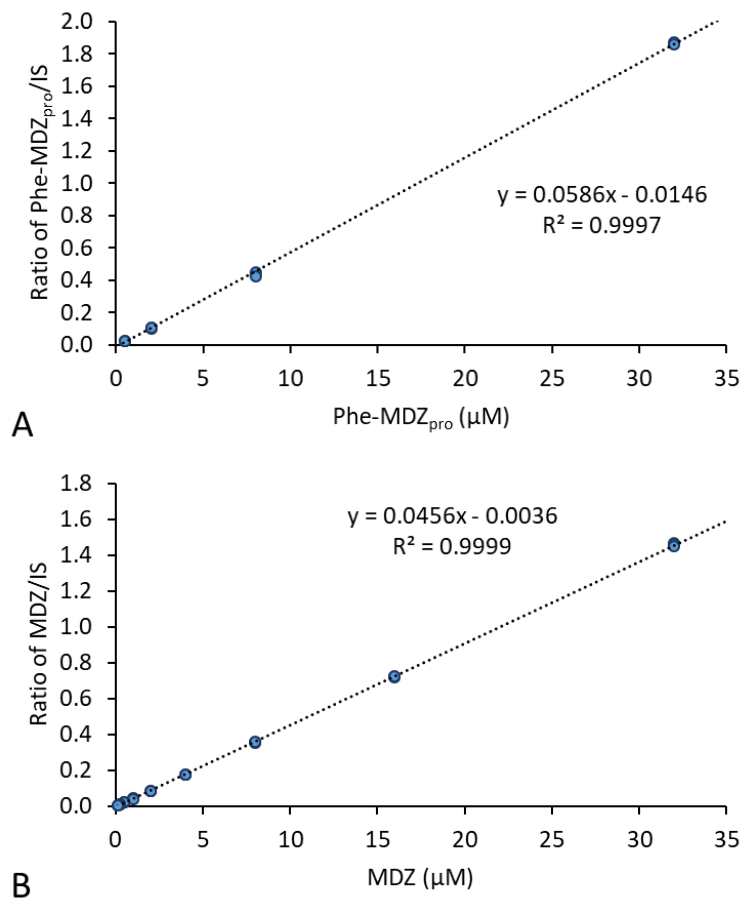 2.0
1.8
1.6
1.4
1.2
1.0
0.8
0.6
0.4
0.2
0.0
Ratio of Phe-MDZpro/IS
y = 0.0586x - 0.0146
R² = 0.9997
0 5 10 15 20 25 30 35
Phe-MDZpro (µM)
A
1.8
1.6
1.4
1.2
1.0
0.8
0.6
0.4
0.2
0.0
Ratio of MDZ/IS
y = 0.0456x - 0.0036
R² = 0.9999
0 5 10 15 20 25 30 35
MDZ (µM)
B